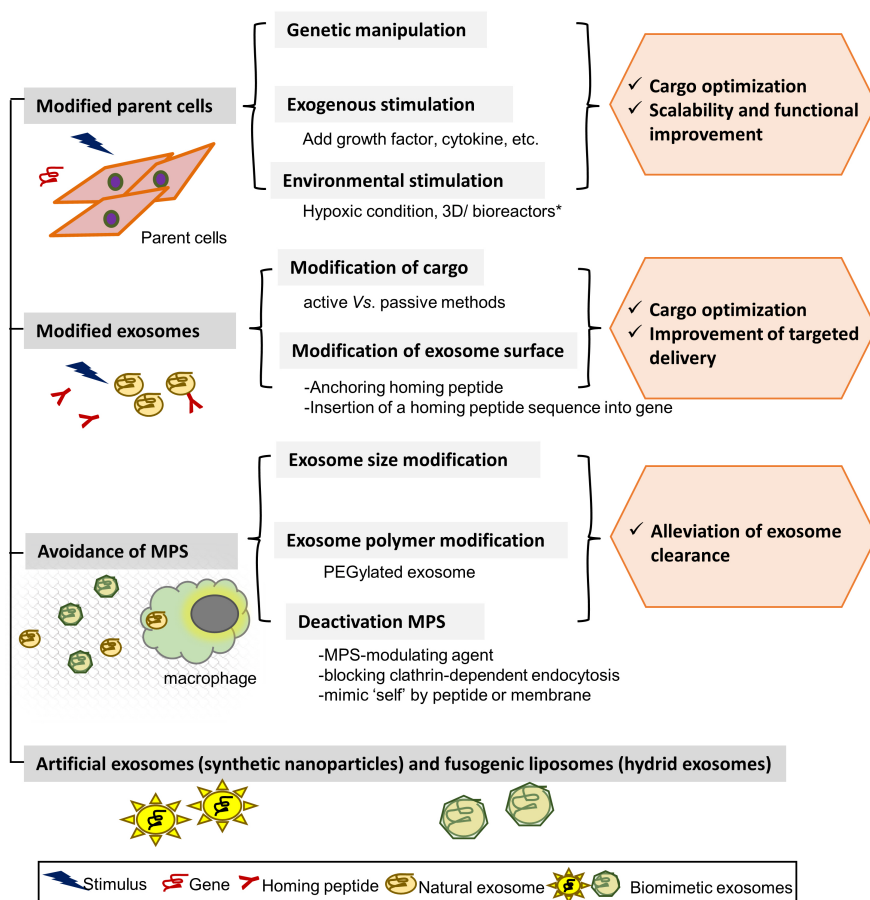 Genetic manipulation
Modified parent cells
Exogenous stimulation
Add growth factor, cytokine, etc.
Environmental stimulation
Hypoxic condition, 3D/ bioreactors*
Parent cells
✓ Cargo optimization
✓ Scalability and functional
improvement
Modification of cargo
active Vs. passive methods
Modified exosomes
Modification of exosome surface
-Anchoring homing peptide
-Insertion of a homing peptide sequence into gene
✓ Cargo optimization
✓ Improvement of targeted
delivery
Exosome size modification
Avoidance of MPS
Exosome polymer modification
PEGylated exosome
Deactivation MPS
-MPS-modulating agent
-blocking clathrin-dependent endocytosis
-mimic ‘self’ by peptide or membrane
macrophage
✓ Alleviation of exosome
clearance
Artificial exosomes (synthetic nanoparticles) and fusogenic liposomes (hydrid exosomes)
Stimulus Gene Homing peptide Natural exosome Biomimetic exosomes